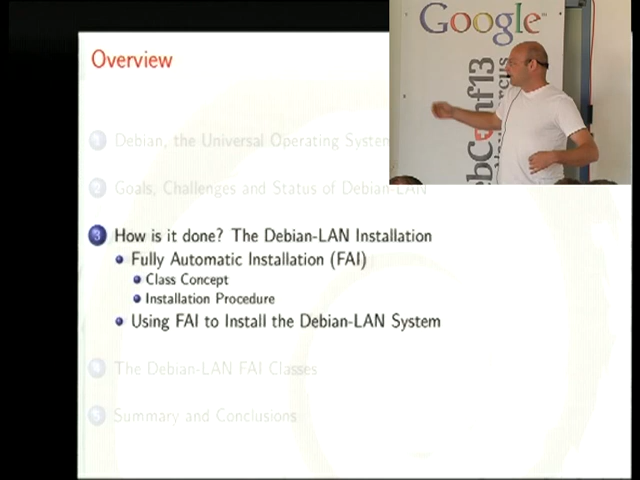 Overview
Google
DebConf13
1 Debian, the Universal Operating System
2 Goals, Challenges and Status of Debian-LAN
3 How is it done? The Debian-LAN Installation
Fully Automatic Installation (FAI)
Class Concept
Installation Procedure
Using FAI to Install the Debian-LAN System
4 The Debian-LAN FAI Classes
5 Summary and Conclusions